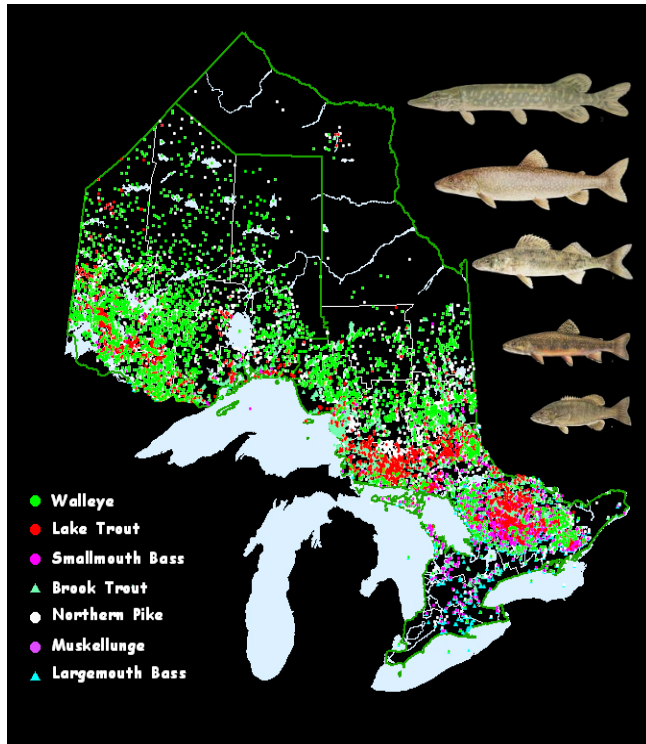 Walleye
Lake Trout
Smallmouth Bass
Brook Trout
Northern Pike
Muskellunge
Largemouth Bass